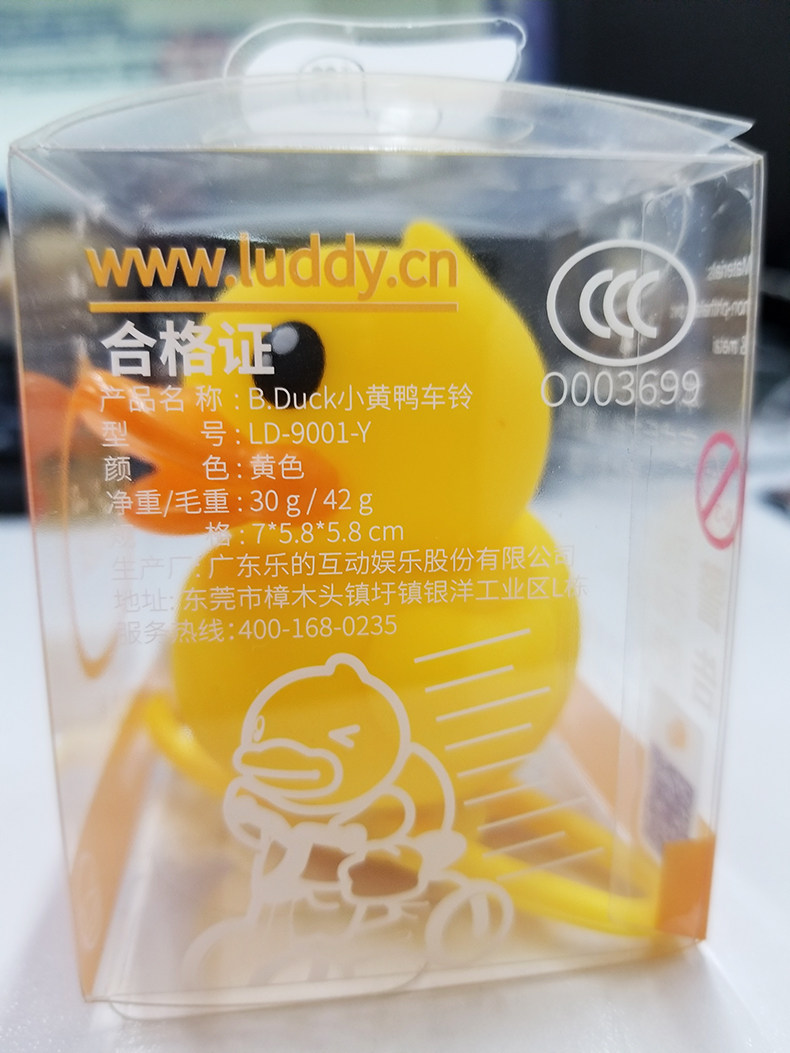 www.luddy.cn
合格证
CCC
O003699
产品名 称 : B.Duck小黄鸭车铃
型 号 : LD-9001-Y
颜 色 : 黄色
净重/毛重 : 30 g / 42 g
格 : 7*5.8*5.8 cm
生产厂 : 广东乐的互动娱乐股份有限公司
地址: 东莞市樟木头镇圩镇银洋工业区L栋
服务热线: 400-168-0235
Materials